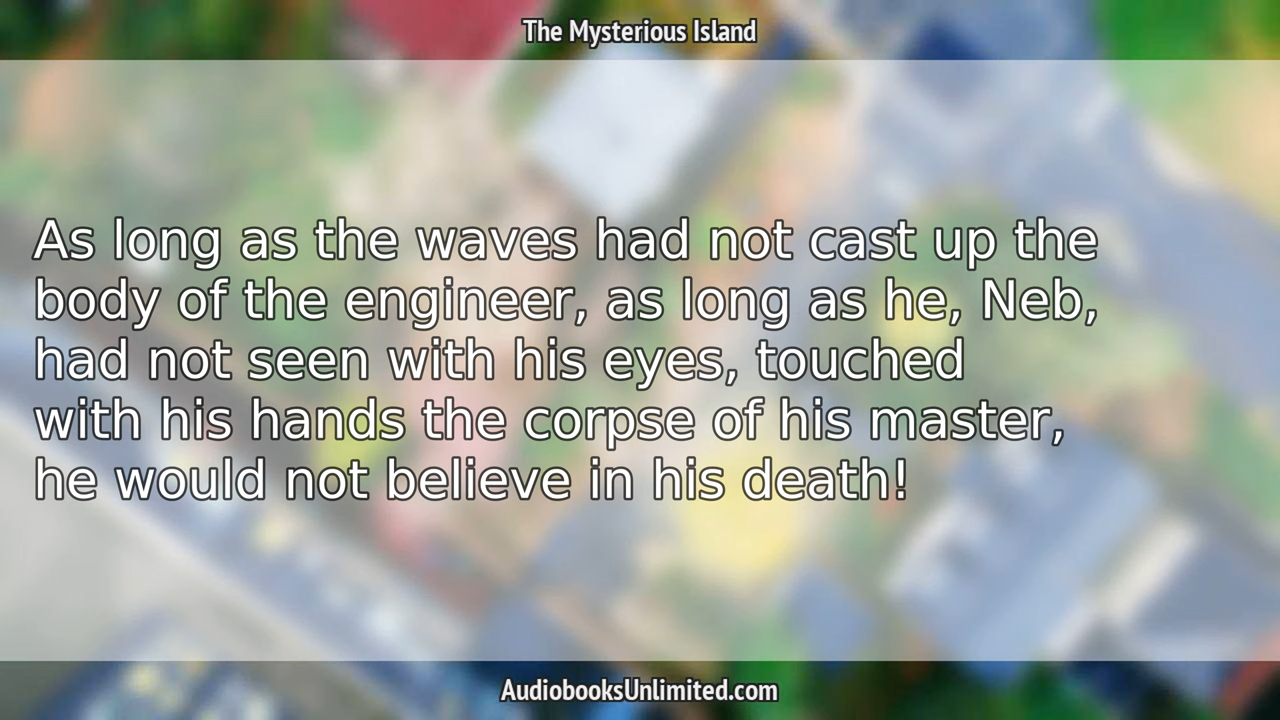 The Mysterious Island
As long as the waves had not cast up the
body of the engineer, as long as he, Neb,
had not seen with his eyes, touched
with his hands the corpse of his master,
he would not believe in his death!
AudiobooksUnlimited.com